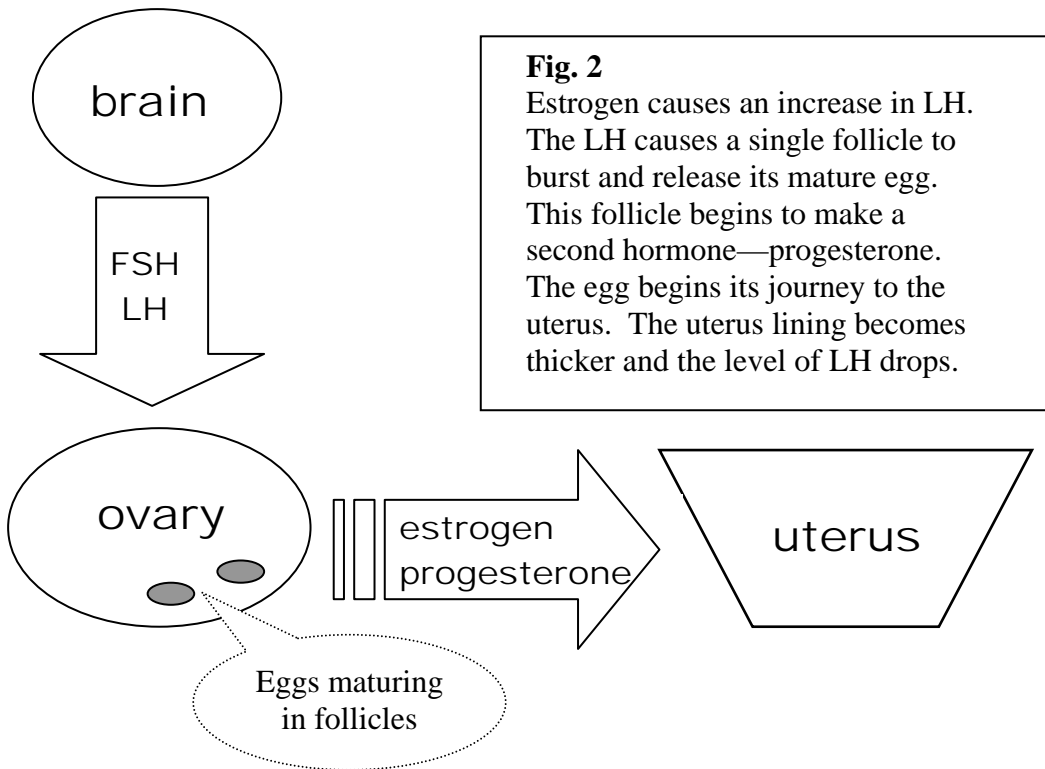 brain
FSH
LH
Fig. 2
Estrogen causes an increase in LH.
The LH causes a single follicle to
burst and release its mature egg.
This follicle begins to make a
second hormone—progesterone.
The egg begins its journey to the
uterus.  The uterus lining becomes
thicker and the level of LH drops.
ovary
estrogen
progesterone
uterus
Eggs maturing
in follicles